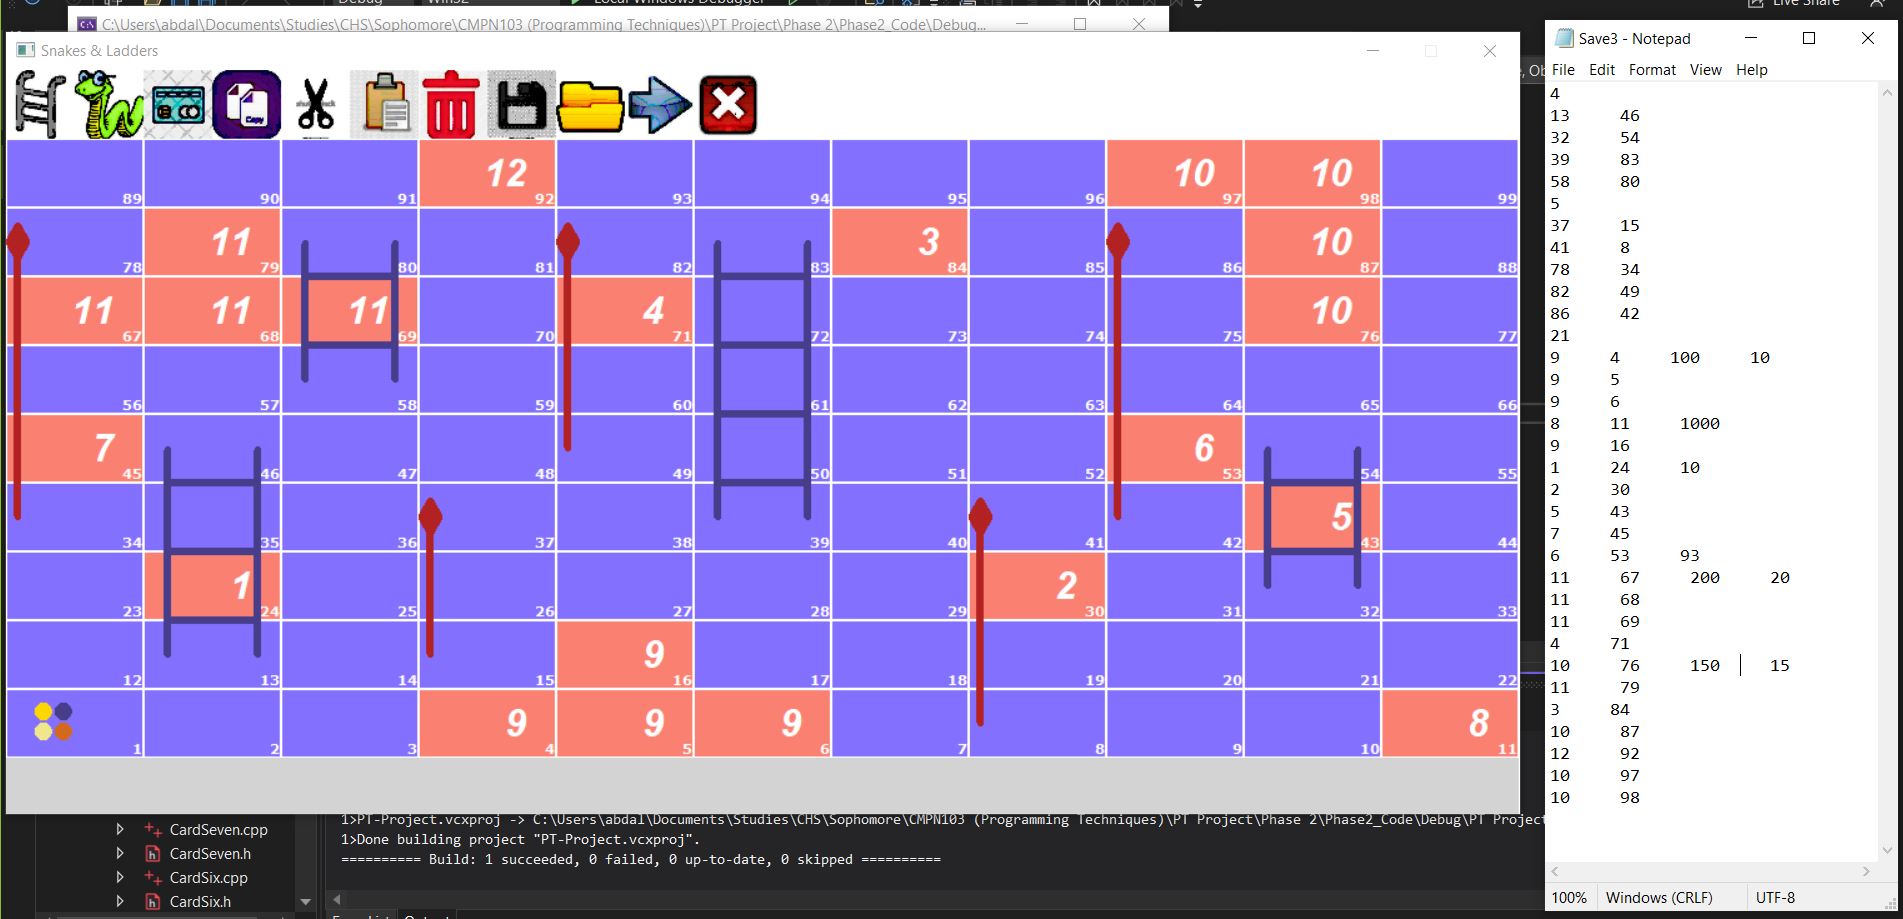 Debug Win32 Local Windows Debugger Live Share
C:\Users\abdal\Documents\Studies\CHS\Sophomore\CMPN103 (Programming Techniques)\PT Project\Phase 2\Phase2_Code\Debug...
Snakes & Ladders
Copy
12 10 10
89 90 91 92 93 94 95 96 97 98 99
11 3 10
78 79 80 81 82 83 84 85 86 87 88
11 11 11 4 10
67 68 69 70 71 72 73 74 75 76 77
56 57 58 59 60 61 62 63 64 65 66
7 6
45 46 47 48 49 50 51 52 53 54 55
5
34 35 36 37 38 39 40 41 42 43 44
1 2
23 24 25 26 27 28 29 30 31 32 33
9
12 13 14 15 16 17 18 19 20 21 22
9 9 9 8
1 2 3 4 5 6 7 8 9 10 11
CardSeven.cpp
CardSeven.h
CardSix.cpp
CardSix.h
1>PT-Project.vcxproj -> C:\Users\abdal\Documents\Studies\CHS\Sophomore\CMPN103 (Programming Techniques)\PT Project\Phase 2\Phase2_Code\Debug\PT Project
1>Done building project "PT-Project.vcxproj".
========== Build: 1 succeeded, 0 failed, 0 up-to-date, 0 skipped ==========
Save3 - Notepad
File Edit Format View Help
4
13 46
32 54
39 83
58 80
5
37 15
41 8
78 34
82 49
86 42
21
9 4 100 10
9 5
9 6
8 11 1000
9 16
1 24 10
2 30
5 43
7 45
6 53 93
11 67 200 20
11 68
11 69
4 71
10 76 150 15
11 79
3 84
10 87
12 92
10 97
10 98
100% Windows (CRLF) UTF-8